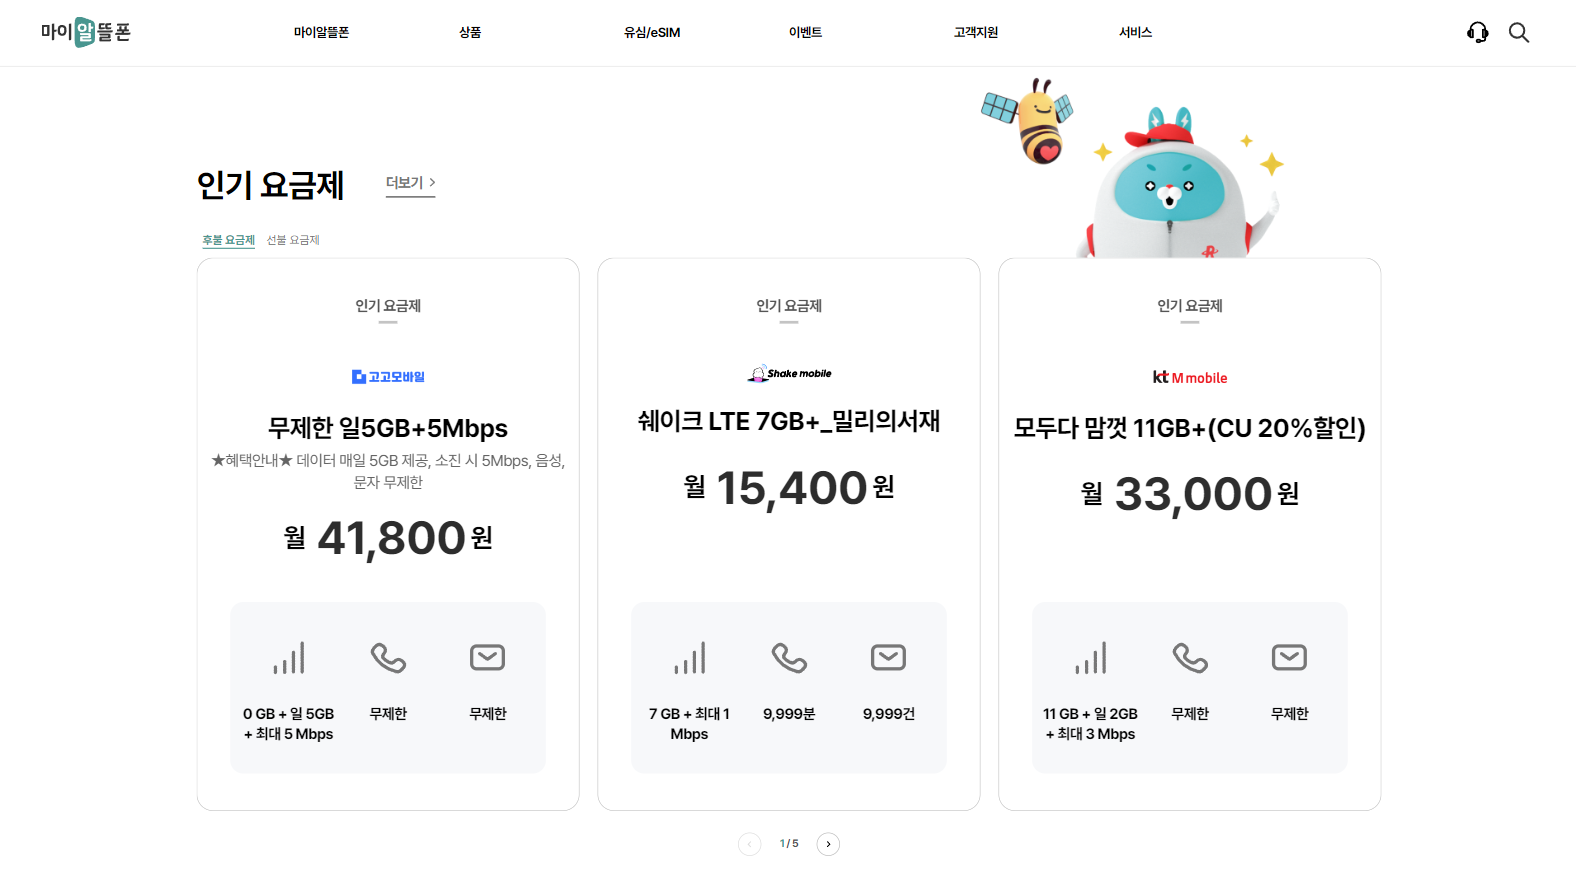 마이알뜰폰
마이알뜰폰 상품 유심/eSIM 이벤트 고객지원 서비스
인기 요금제 더보기 >
후불 요금제 선불 요금제
인기 요금제
고고모바일
무제한 일5GB+5Mbps
★혜택안내★ 데이터 매일 5GB 제공, 소진 시 5Mbps, 음성,
문자 무제한
월 41,800 원
0 GB + 일 5GB
+ 최대 5 Mbps
무제한
무제한
인기 요금제
Shake mobile
쉐이크 LTE 7GB+_밀리의서재
월 15,400 원
7 GB + 최대 1
Mbps
9,999분
9,999건
인기 요금제
kt M mobile
모두다 맘껏 11GB+(CU 20%할인)
월 33,000 원
11 GB + 일 2GB
+ 최대 3 Mbps
무제한
무제한
1 / 5